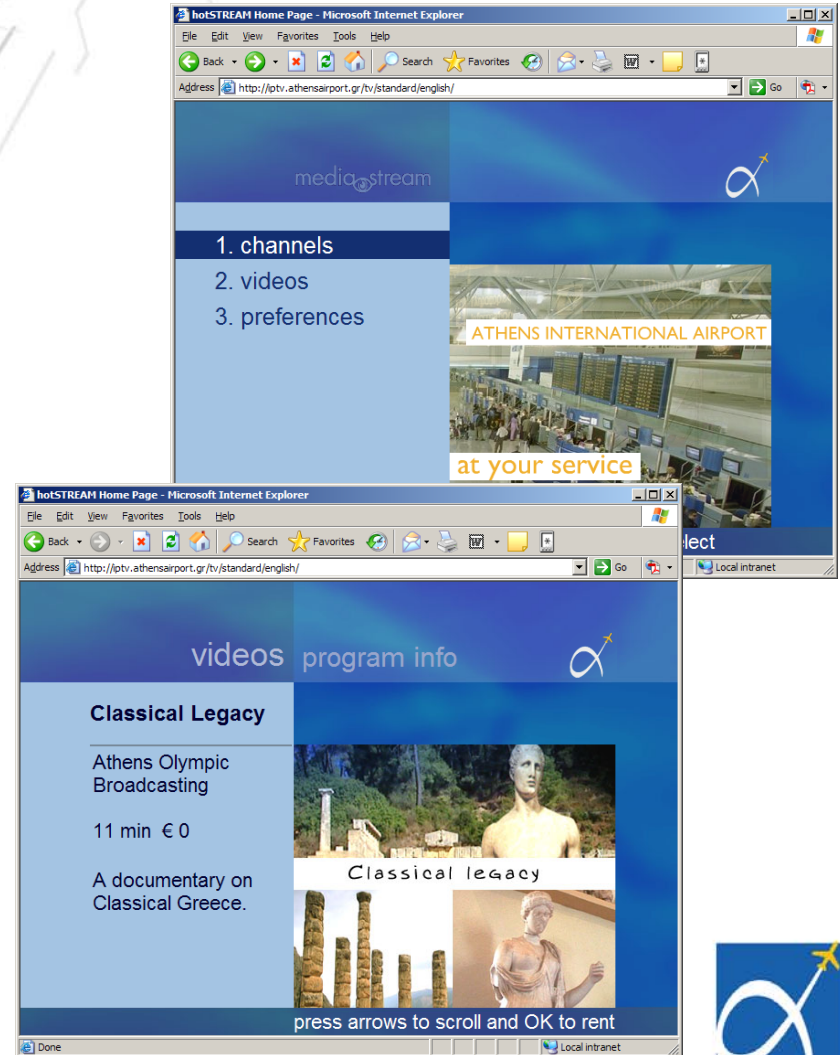 hotSTREAM Home Page - Microsoft Internet Explorer
File Edit View Favorites Tools Help
Back Search Favorites
Address http://iptv.athensairport.gr/tv/standard/english/ Go
media stream
1. channels
2. videos
3. preferences
ATHENS INTERNATIONAL AIRPORT
at your service
elect
Local intranet
hotSTREAM Home Page - Microsoft Internet Explorer
File Edit View Favorites Tools Help
Back Search Favorites
Address http://iptv.athensairport.gr/tv/standard/english/ Go
videos program info
Classical Legacy
Athens Olympic
Broadcasting
11 min € 0
A documentary on
Classical Greece.
Classical legacy
press arrows to scroll and OK to rent
Done Local intranet